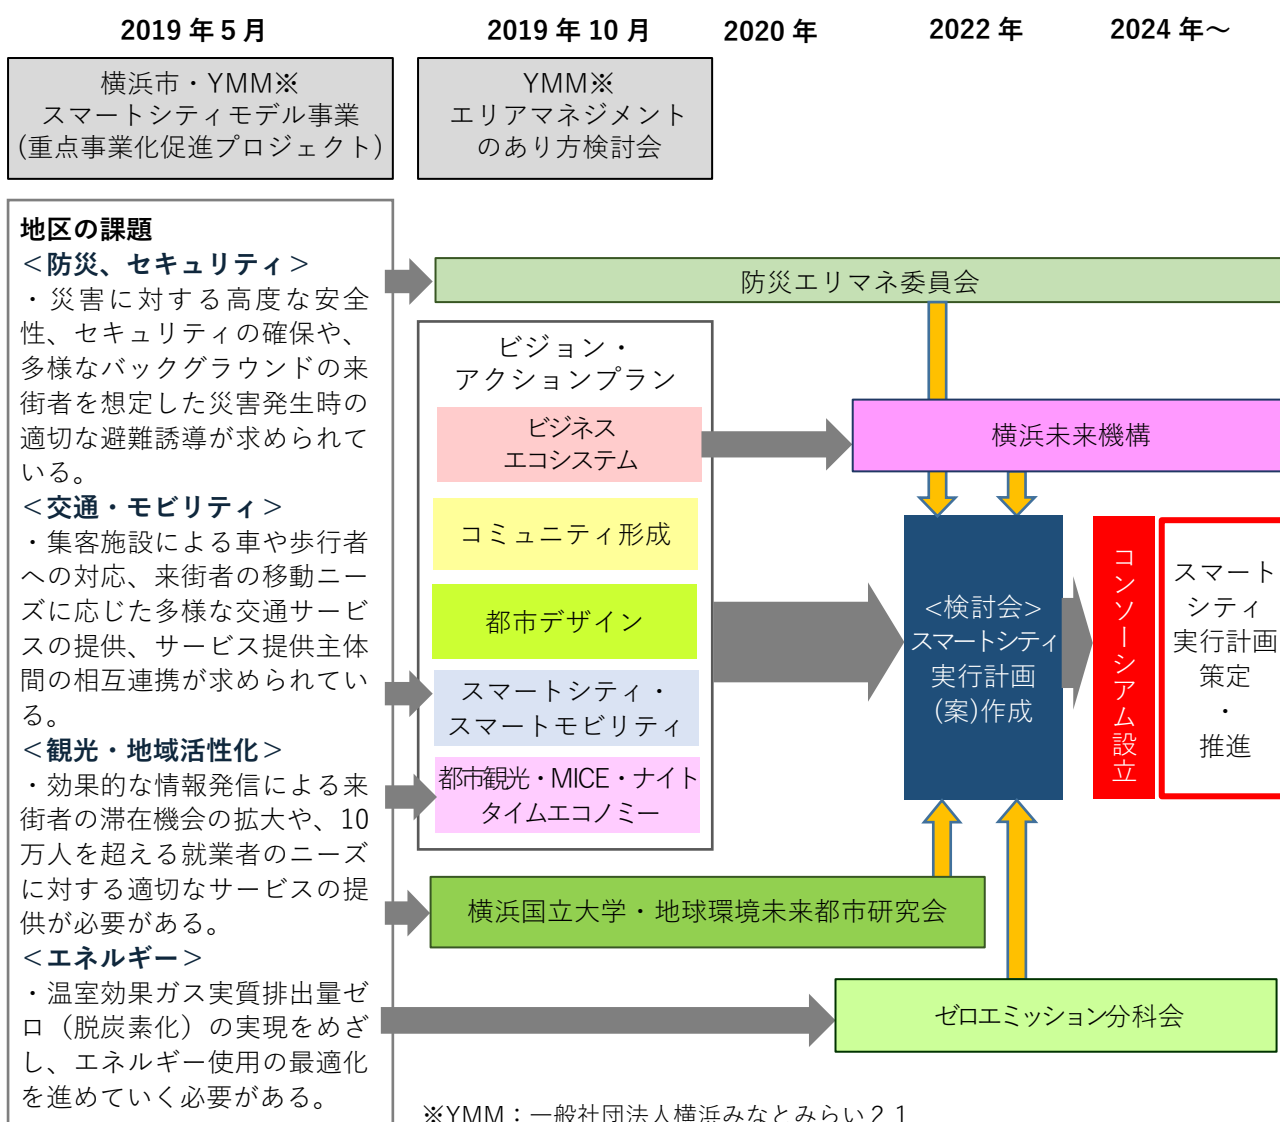 2019 年 5 月
2019 年 10 月
2020 年
2022 年
2024 年～
横浜市・YMM※
スマートシティモデル事業
(重点事業化促進プロジェクト)
YMM※
エリアマネジメント
のあり方検討会
地区の課題
＜防災、セキュリティ＞
・災害に対する高度な安全
性、セキュリティの確保や、
多様なバックグラウンドの来
街者を想定した災害発生時の
適切な避難誘導が求められて
いる。
＜交通・モビリティ＞
・集客施設による車や歩行者
への対応、来街者の移動ニー
ズに応じた多様な交通サービ
スの提供、サービス提供主体
間の相互連携が求められてい
る。
＜観光・地域活性化＞
・効果的な情報発信による来
街者の滞在機会の拡大や、10
万人を超える就業者のニーズ
に対する適切なサービスの提
供が必要がある。
＜エネルギー＞
・温室効果ガス実質排出量ゼ
ロ（脱炭素化）の実現をめざ
し、エネルギー使用の最適化
を進めていく必要がある。
防災エリマネ委員会
ビジョン・
アクションプラン
ビジネス
エコシステム
コミュニティ形成
都市デザイン
スマートシティ・
スマートモビリティ
都市観光・MICE・ナイト
タイムエコノミー
横浜未来機構
<検討会>
スマートシティ
実行計画
(案)作成
コンソーシアム設立
スマート
シティ
実行計画
策定
・
推進
横浜国立大学・地球環境未来都市研究会
ゼロエミッション分科会
※YMM：一般社団法人横浜みなとみらい２１